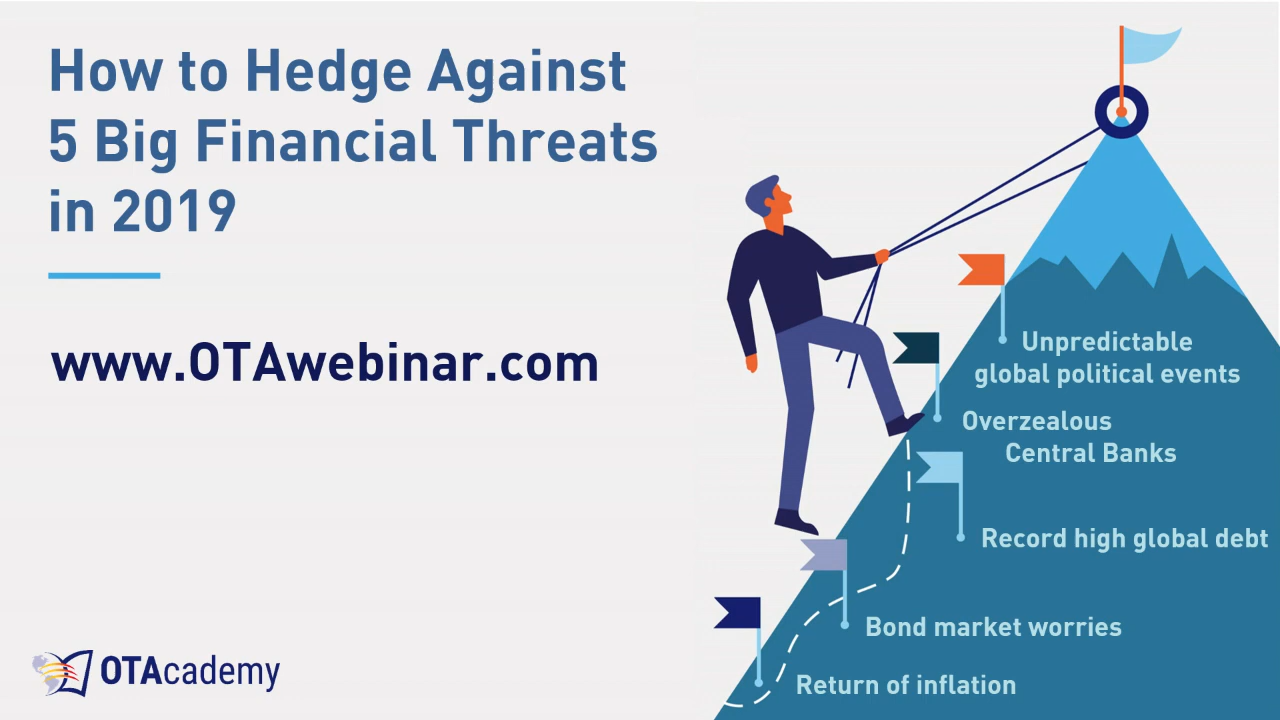 How to Hedge Against
5 Big Financial Threats
in 2019
www.OTAwebinar.com
Unpredictable
global political events
Overzealous
Central Banks
Record high global debt
Bond market worries
Return of inflation
OTAcademy